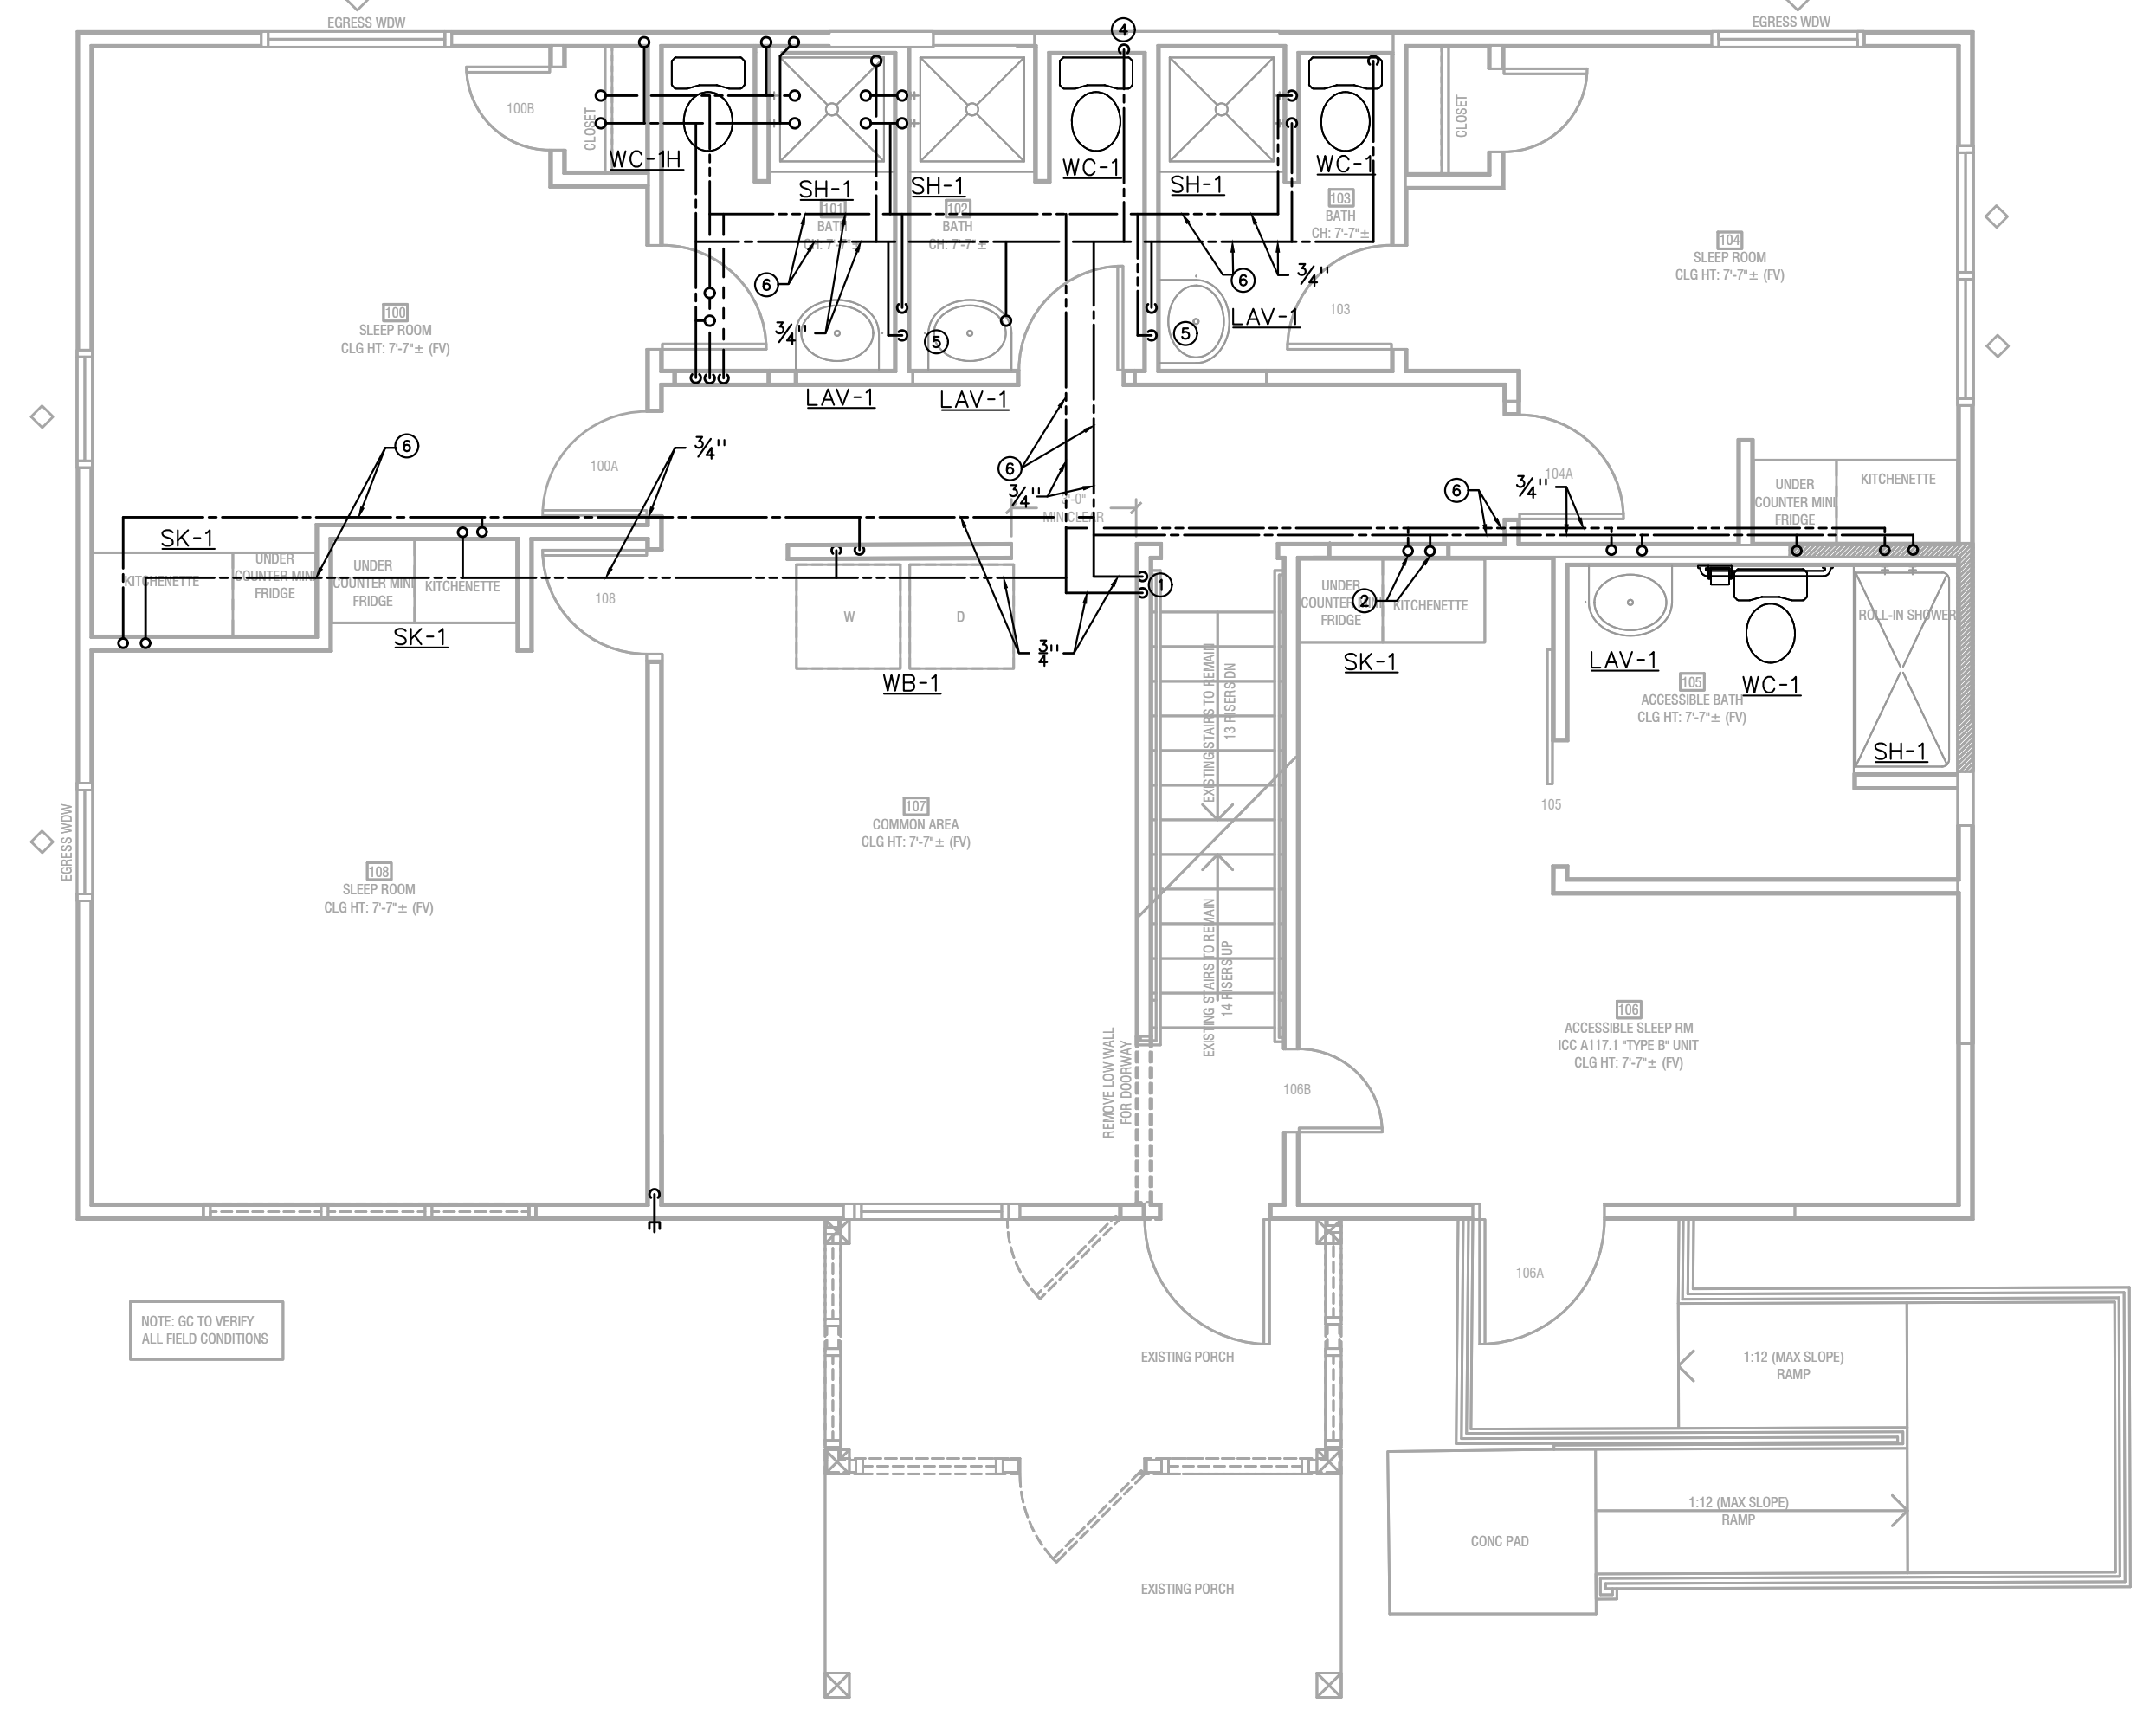 EGRESS WDW
EGRESS WDW
4
100B
CLOSET
CLOSET
WC-1H
SH-1
SH-1
WC-1
SH-1
WC-1
101
BATH
CH: 7'-7"±
102
BATH
CH: 7'-7"±
103
BATH
CH: 7'-7"±
104
SLEEP ROOM
CLG HT: 7'-7"± (FV)
6
6
3/4"
100
SLEEP ROOM
CLG HT: 7'-7"± (FV)
3/4"
5
5
LAV-1
103
LAV-1
LAV-1
6
3/4"
100A
6
3/4"
3'-0"
MIN CLEAR
6
3/4"
104A
UNDER
COUNTER MINI
FRIDGE
KITCHENETTE
SK-1
KITCHENETTE
UNDER
COUNTER MINI
FRIDGE
UNDER
COUNTER MINI
FRIDGE
KITCHENETTE
SK-1
108
W
D
3/4"
WB-1
1
2
UNDER
COUNTER MINI
FRIDGE
KITCHENETTE
SK-1
LAV-1
WC-1
ROLL-IN SHOWER
SH-1
105
ACCESSIBLE BATH
CLG HT: 7'-7"± (FV)
EXISTING STAIRS TO REMAIN
13 RISERS DN
105
107
COMMON AREA
CLG HT: 7'-7"± (FV)
EGRESS WDW
108
SLEEP ROOM
CLG HT: 7'-7"± (FV)
EXISTING STAIRS TO REMAIN
14 RISERS UP
106
ACCESSIBLE SLEEP RM
ICC A117.1 "TYPE B" UNIT
CLG HT: 7'-7"± (FV)
REMOVE LOW WALL
FOR DOORWAY
106B
106A
NOTE: GC TO VERIFY
ALL FIELD CONDITIONS
EXISTING PORCH
1:12 (MAX SLOPE)
RAMP
1:12 (MAX SLOPE)
RAMP
CONC PAD
EXISTING PORCH